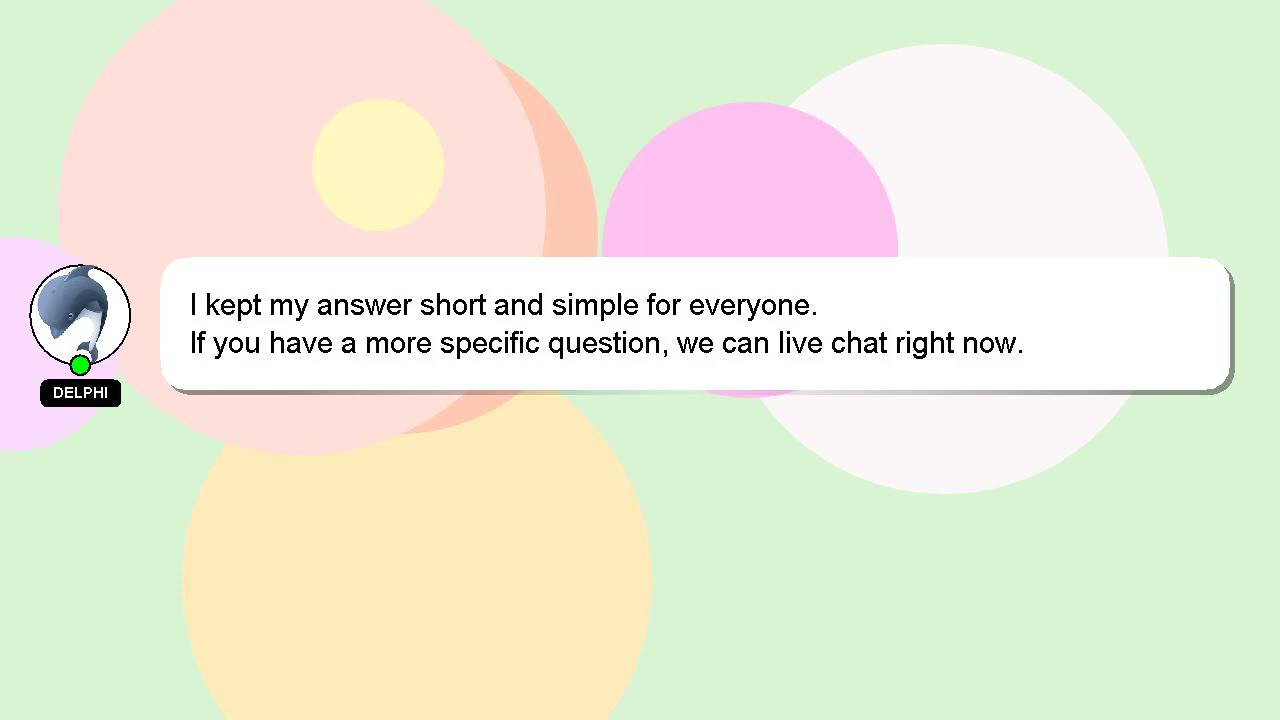 I kept my answer short and simple for everyone.
If you have a more specific question, we can live chat right now.
DELPHI